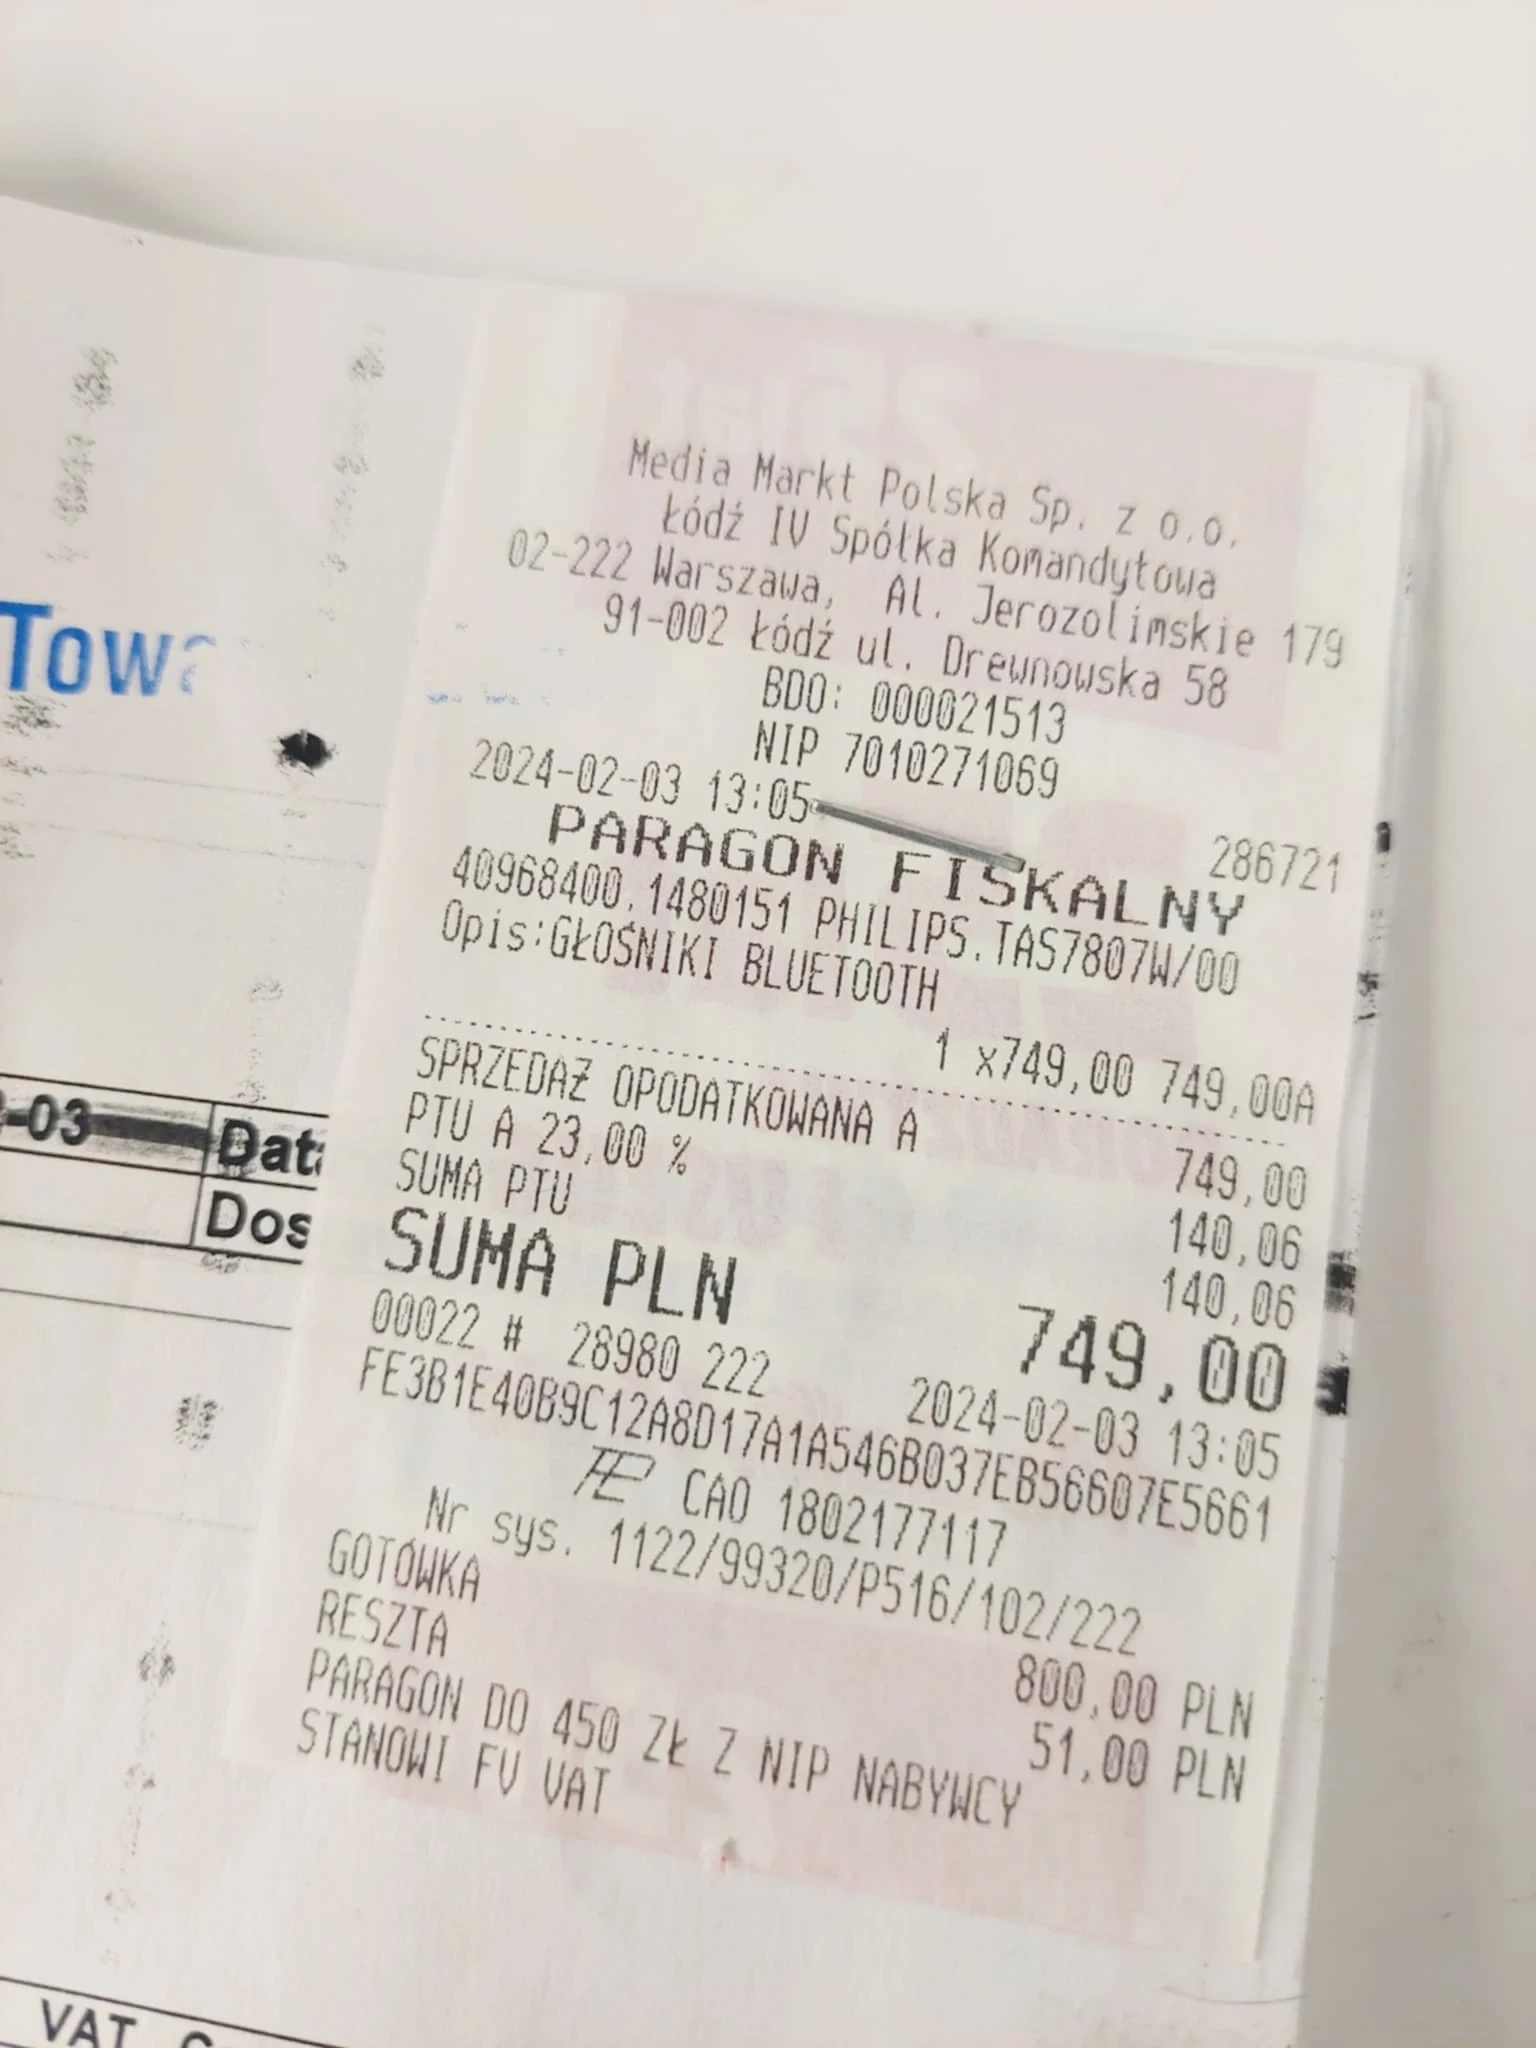 Towa
Media Markt Polska Sp. z o.o.
Łódź IV Spółka Komandytowa
02-222 Warszawa, Al. Jerozolimskie 179
91-002 Łódź ul. Drewnowska 58
BDO: 000021513
NIP 7010271069
2024-02-03 13:05 286721
PARAGON FISKALNY
40968400.1480151 PHILIPS.TAS7807W/00
Opis:GŁOŚNIKI BLUETOOTH
1 x749,00 749,00A
SPRZEDAŻ OPODATKOWANA A 749,00
PTU A 23,00 % 140,06
SUMA PTU 140,06
SUMA PLN 749,00
00022 # 28980 222 2024-02-03 13:05
FE3B1E40B9C12A8D17A1A546B037EB56607E5661
CAO 1802177117
Nr sys. 1122/99320/P516/102/222
GOTÓWKA 800,00 PLN
RESZTA 51,00 PLN
PARAGON DO 450 ZŁ Z NIP NABYWCY
STANOWI FV VAT
-03
Data
Dos
VAT